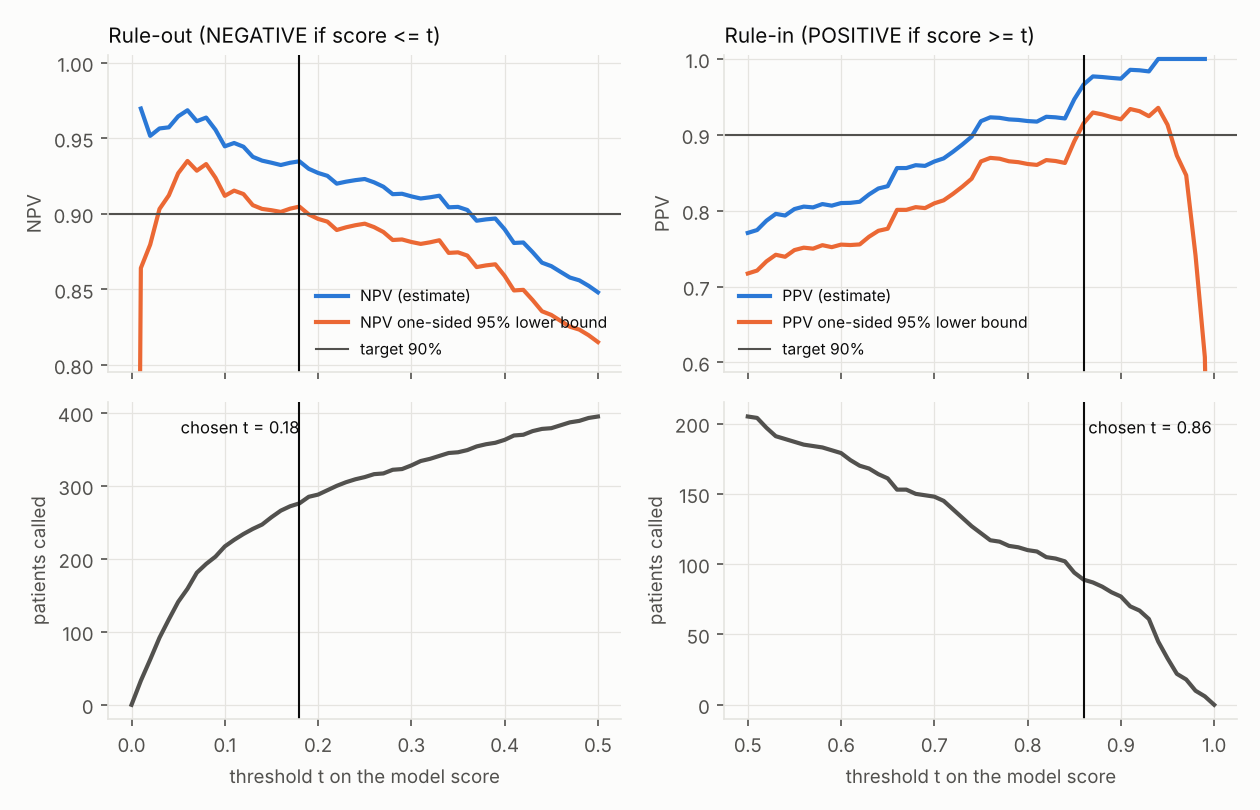 Rule-out (NEGATIVE if score <= t)
1.00
0.95
0.90
0.85
0.80
NPV
NPV (estimate)
NPV one-sided 95% lower bound
target 90%
Rule-in (POSITIVE if score >= t)
1.0
0.9
0.8
0.7
0.6
PPV
PPV (estimate)
PPV one-sided 95% lower bound
target 90%
400
300
200
100
0
patients called
chosen t = 0.18
0.0 0.1 0.2 0.3 0.4 0.5
threshold t on the model score
200
150
100
50
0
patients called
chosen t = 0.86
0.5 0.6 0.7 0.8 0.9 1.0
threshold t on the model score